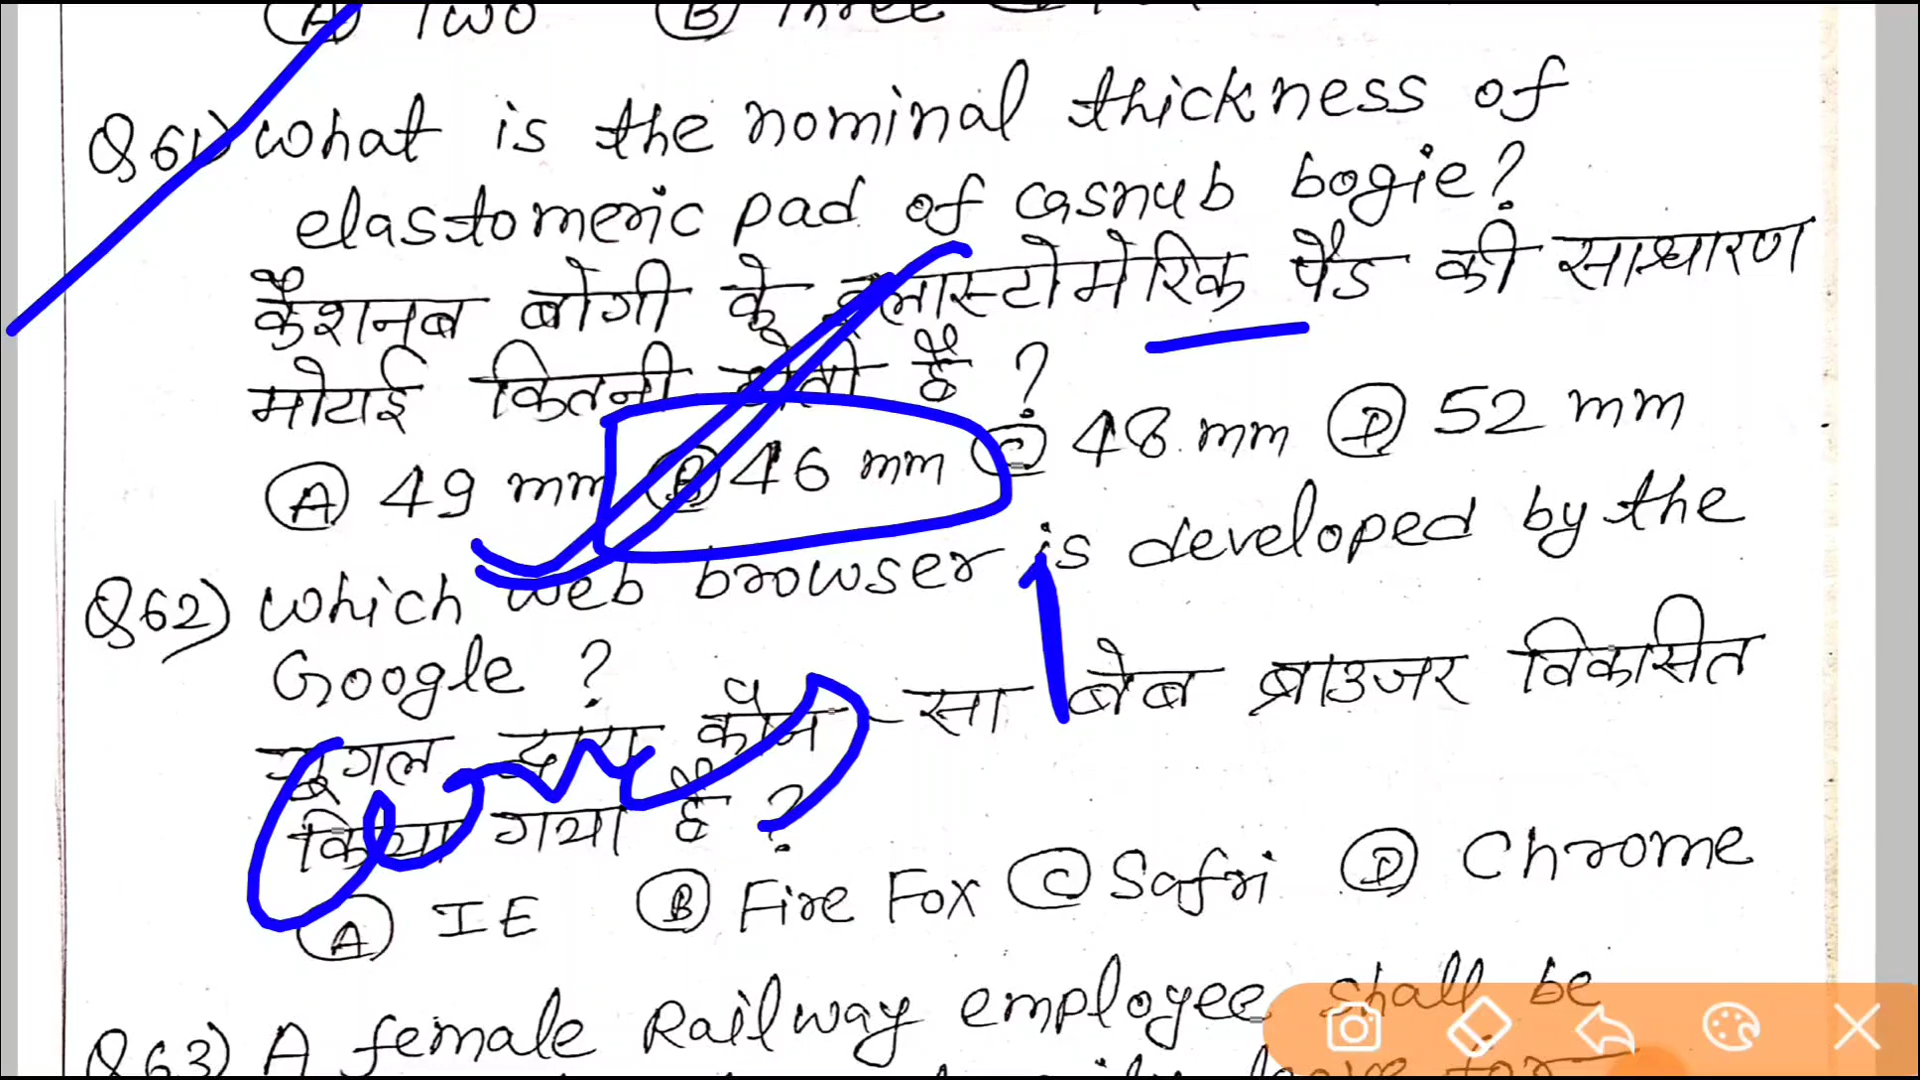 (A) Two (B) Three
Q61) What is the nominal thickness of
elastomeric pad of casnub bogie?
कैशनब बोगी के इलास्टोमेरिक पैड की साधारण
मोटाई कितनी होती है ?
(A) 49 mm (B) 46 mm (C) 48 mm (D) 52 mm
Q62) Which web browser is developed by the
Google ?
गूगल द्वारा कौन-सा बेब ब्राउजर विकसित
किया गया है ?
(A) IE (B) Fire Fox (C) Safri (D) Chrome
Q63) A female Railway employee shall be